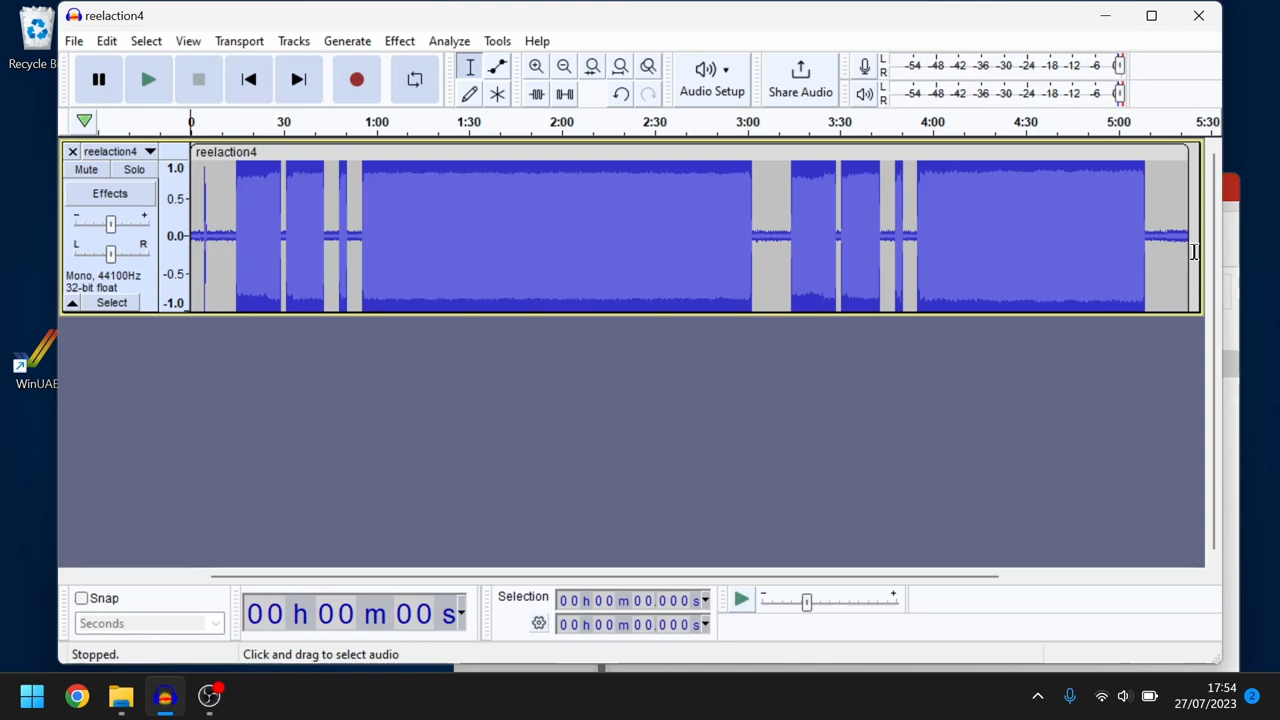 Recycle B
WinUAE
reelaction4
File Edit Select View Transport Tracks Generate Effect Analyze Tools Help
Audio Setup
Share Audio
L
R
-54 -48 -42 -36 -30 -24 -18 -12 -6 0
L
R
-54 -48 -42 -36 -30 -24 -18 -12 -6 0
0 30 1:00 1:30 2:00 2:30 3:00 3:30 4:00 4:30 5:00 5:30
reelaction4
Mute Solo
Effects
- +
L R
Mono, 44100Hz
32-bit float
Select
1.0
0.5
0.0
-0.5
-1.0
reelaction4
Snap
Seconds
00 h 00 m 00 s
Selection
00 h 00 m 00.000 s
00 h 00 m 00.000 s
- +
Stopped.
Click and drag to select audio
17:54
27/07/2023
2